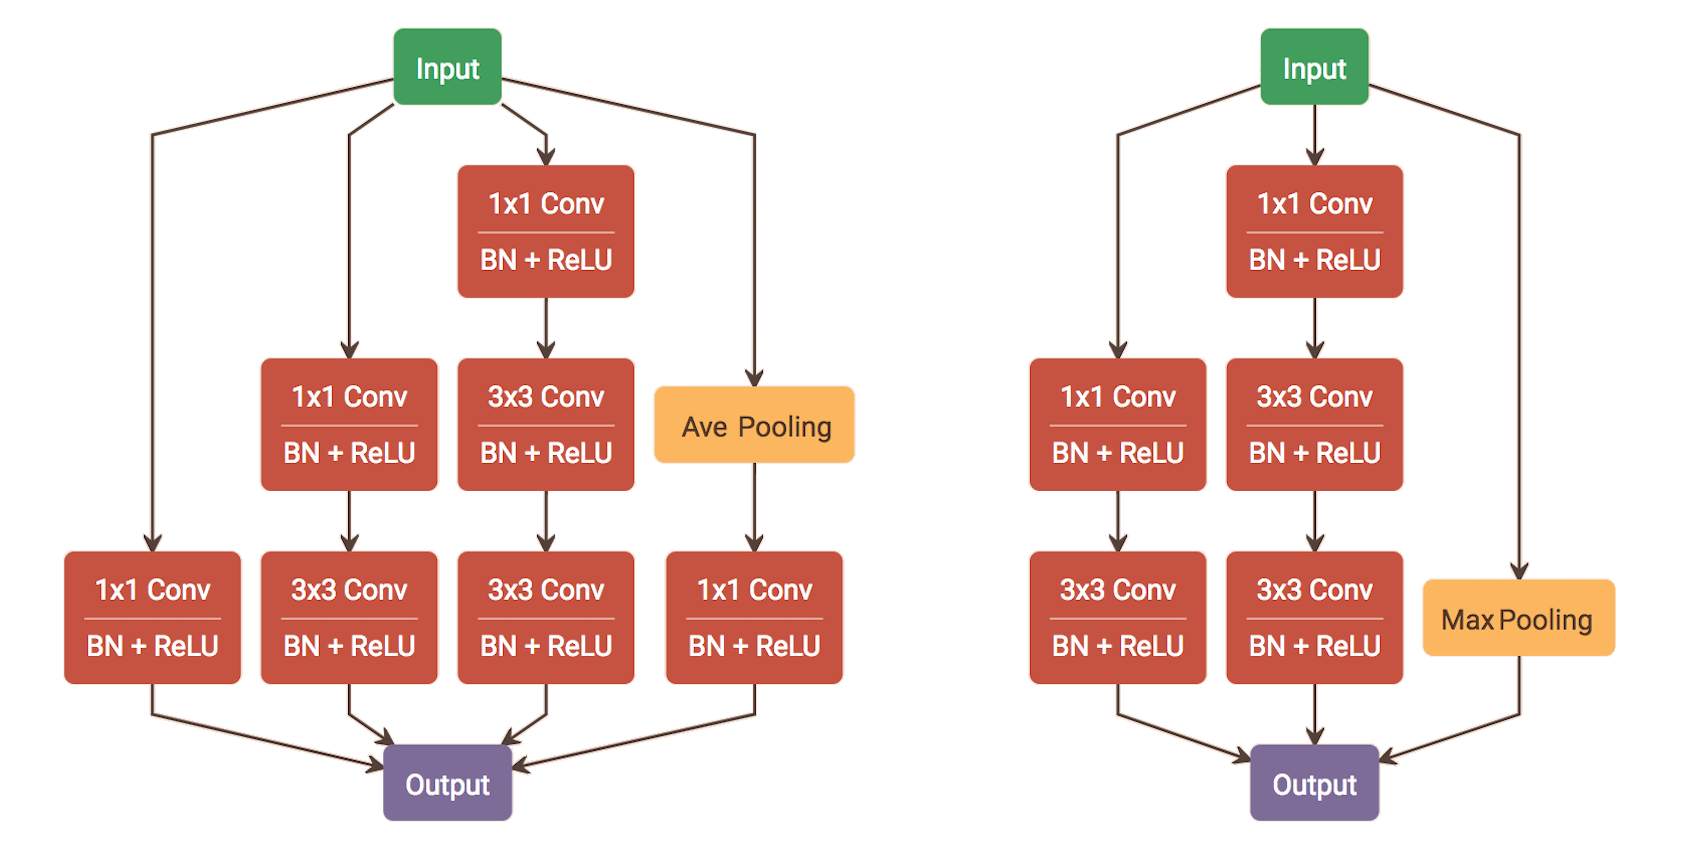 Input
1x1 Conv
BN + ReLU
1x1 Conv
BN + ReLU
3x3 Conv
BN + ReLU
Ave Pooling
1x1 Conv
BN + ReLU
3x3 Conv
BN + ReLU
3x3 Conv
BN + ReLU
1x1 Conv
BN + ReLU
Output
Input
1x1 Conv
BN + ReLU
1x1 Conv
BN + ReLU
3x3 Conv
BN + ReLU
3x3 Conv
BN + ReLU
3x3 Conv
BN + ReLU
Max Pooling
Output